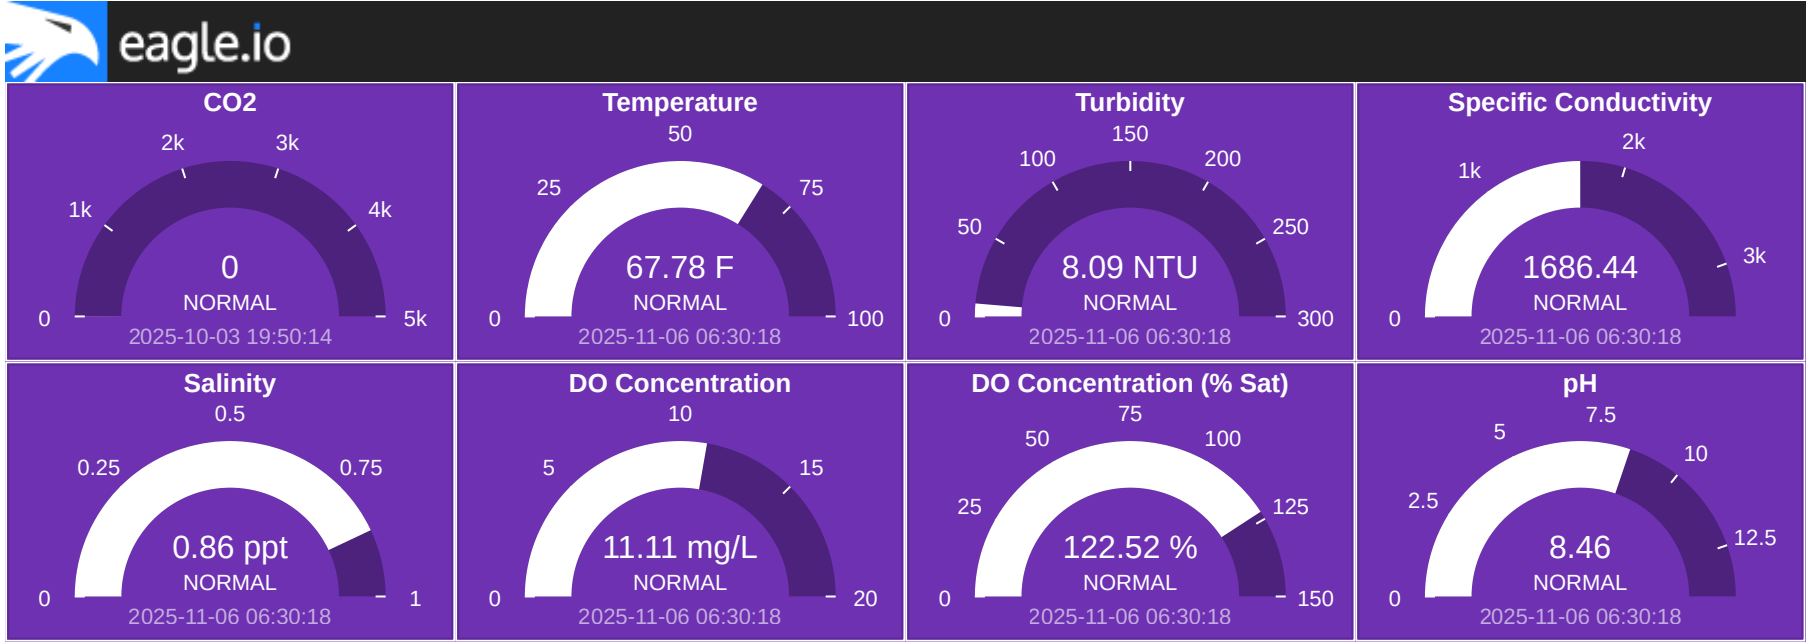 eagle.io
CO2
0
1k
2k
3k
4k
5k
0
NORMAL
2025-10-03 19:50:14
Temperature
0
25
50
75
100
67.78 F
NORMAL
2025-11-06 06:30:18
Turbidity
0
50
100
150
200
250
300
8.09 NTU
NORMAL
2025-11-06 06:30:18
Specific Conductivity
0
1k
2k
3k
1686.44
NORMAL
2025-11-06 06:30:18
Salinity
0
0.25
0.5
0.75
1
0.86 ppt
NORMAL
2025-11-06 06:30:18
DO Concentration
0
5
10
15
20
11.11 mg/L
NORMAL
2025-11-06 06:30:18
DO Concentration (% Sat)
0
25
50
75
100
125
150
122.52 %
NORMAL
2025-11-06 06:30:18
pH
0
2.5
5
7.5
10
12.5
8.46
NORMAL
2025-11-06 06:30:18